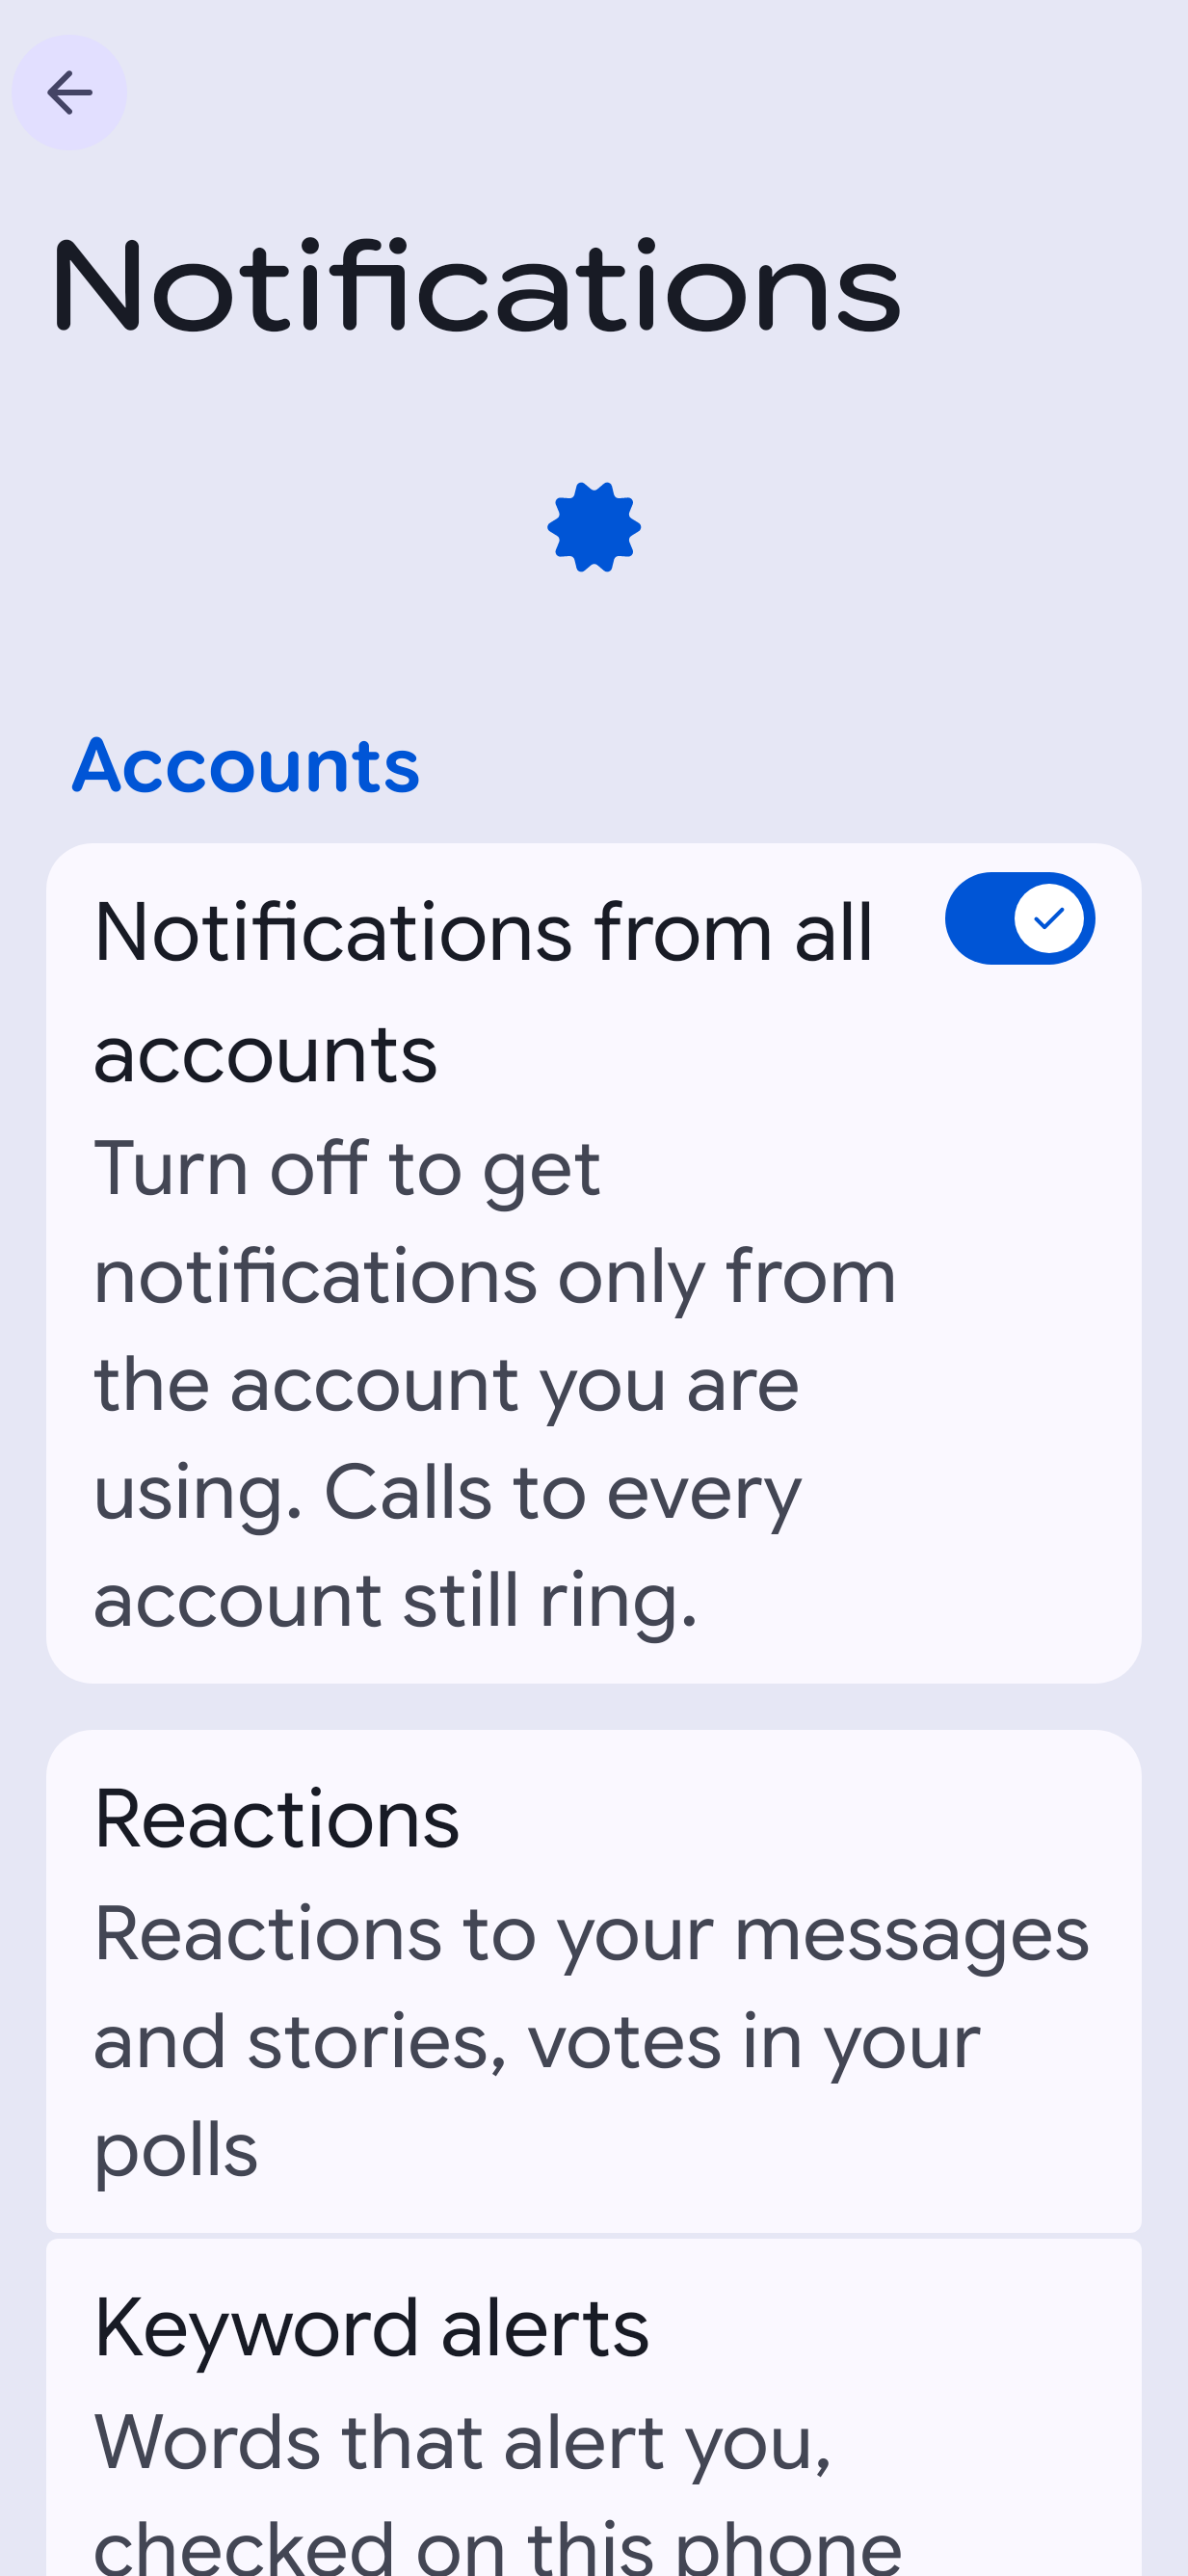 Notifications
Accounts
Notifications from all
accounts
Turn off to get
notifications only from
the account you are
using. Calls to every
account still ring.
Reactions
Reactions to your messages
and stories, votes in your
polls
Keyword alerts
Words that alert you,
checked on this phone